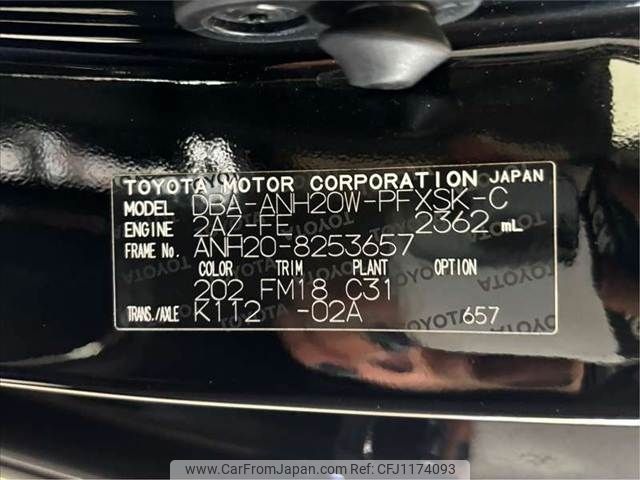 TOYOTA MOTOR CORPORATION JAPAN
MODEL DBA-ANH20W-PFXSK-C
ENGINE 2AZ-FE 2362 mL
FRAME No. ANH20-8253657
COLOR TRIM PLANT OPTION
202 FM18 C31
TRANS./AXLE K112 -02A 657
www.CarFromJapan.com Ref:CFJ1174093